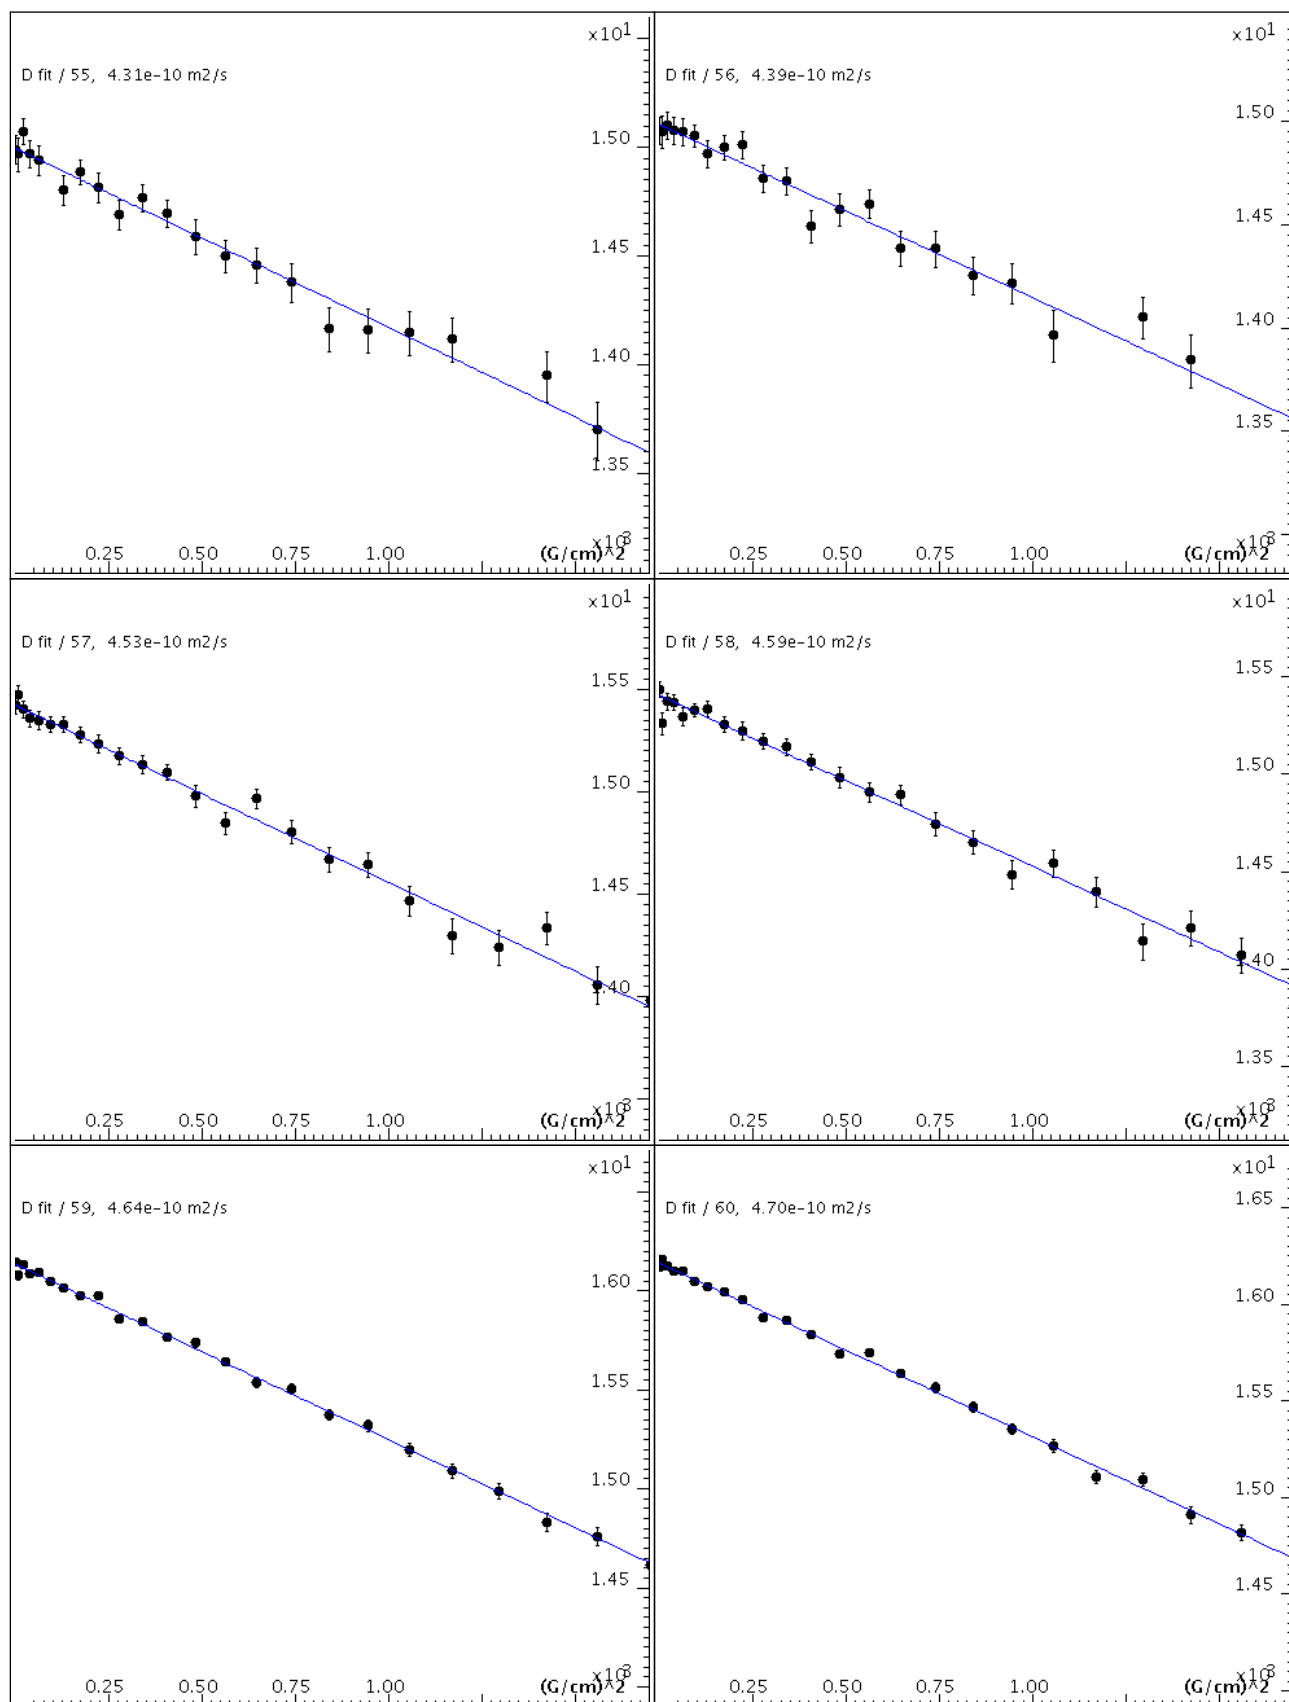 x10¹ x10¹
D fit / 55, 4.31e-10 m2/s D fit / 56, 4.39e-10 m2/s
1.50 1.50
1.45 1.45
1.40 1.40
1.35 1.35
0.25 0.50 0.75 1.00 (G/cm)^2 x10³ 0.25 0.50 0.75 1.00 (G/cm)^2 x10³
x10¹ x10¹
D fit / 57, 4.53e-10 m2/s D fit / 58, 4.59e-10 m2/s
1.55 1.55
1.50 1.50
1.45 1.45
1.40 1.40
1.35
0.25 0.50 0.75 1.00 (G/cm)^2 x10³ 0.25 0.50 0.75 1.00 (G/cm)^2 x10³
x10¹ x10¹
D fit / 59, 4.64e-10 m2/s D fit / 60, 4.70e-10 m2/s
1.65
1.60 1.60
1.55 1.55
1.50 1.50
1.45 1.45
0.25 0.50 0.75 1.00 (G/cm)^2 x10³ 0.25 0.50 0.75 1.00 (G/cm)^2 x10³